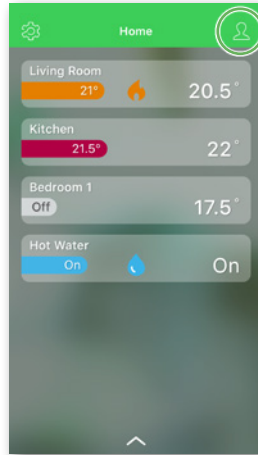 Home
Living Room
21° 20.5°
Kitchen
21.5° 22°
Bedroom 1
Off 17.5°
Hot Water
On On